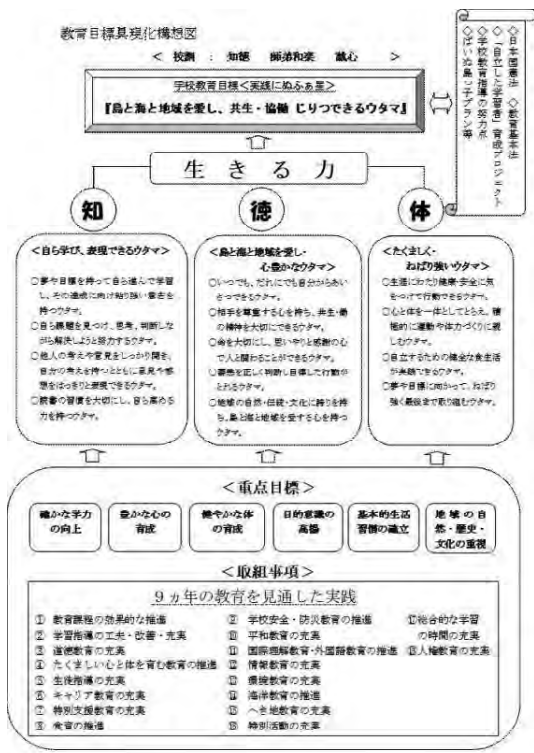 教育目標具現化構想図
< 校訓 : 知徳 師弟和楽 誠心 >
学校教育目標<実践にぬふぁ星>
『島と海と地域を愛し、共生・協働 じりつできるウタマ』
◇日本国憲法 ◇教育基本法
◇「自立した学習者」育成プロジェクト
◇学校教育指導の努力点
◇ぱいぬ島っ子プラン等
生きる力
知
徳
体
<自ら学び、表現できるウタマ>
○夢や目標を持って自ら進んで学習
し、その達成に向け粘り強い意志を
持つウタマ。
○自ら課題を見つけ、思考、判断しな
がら解決しようと努力するウタマ。
○他人の考えや意見をしっかり聞き、
自分の考えを持つとともに意見や感
想をはっきりと表現できるウタマ。
○読書の習慣を大切にし、自ら高める
力を持つウタマ。
<島と海と地域を愛し・
心豊かなウタマ>
○いつでも、だれにでも自分からあい
さつできるウタマ。
○相手を尊重する心を持ち、共生・
の精神を大切にできるウタマ。
○命を大切にし、思いやりと感謝の心
で人と関わることができるウタマ。
○善悪を正しく判断し自律した行動が
とれるウタマ。
○地域の自然・伝統・文化に誇りを持
ち、島と海と地域を愛する心を持つ
ウタマ。
<たくましく・
ねばり強いウタマ>
○生涯にわたり健康・安全に気
をつけて行動できるウタマ。
○心と体を一体としてとらえ、積
極的に運動や体力づくりに親
しむウタマ。
○自立するための健全な食生活
が実践できるウタマ。
○夢や目標に向かって、ねばり
強く最後まで取り組むウタマ。
<重点目標>
確かな学力
の向上
豊かな心の
育成
健やかな体
の育成
目的意識の
高揚
基本的生活
習慣の確立
地域の自
然・歴史・
文化の重視
<取組事項>
9ヵ年の教育を見通した実践
① 教育課程の効果的な推進
② 学習指導の工夫・改善・充実
③ 道徳教育の充実
④ たくましい心と体を育む教育の推進
⑤ 生徒指導の充実
⑥ キャリア教育の充実
⑦ 特別支援教育の充実
⑧ 食育の推進
⑨ 学校安全・防災教育の推進
⑩ 平和教育の充実
⑪ 国際理解教育・外国語教育の推進
⑫ 情報教育の充実
⑬ 環境教育の充実
⑭ 海洋教育の推進
⑮ へき地教育の充実
⑯ 特別活動の充実
⑰総合的な学習
の時間の充実
⑱人権教育の充実